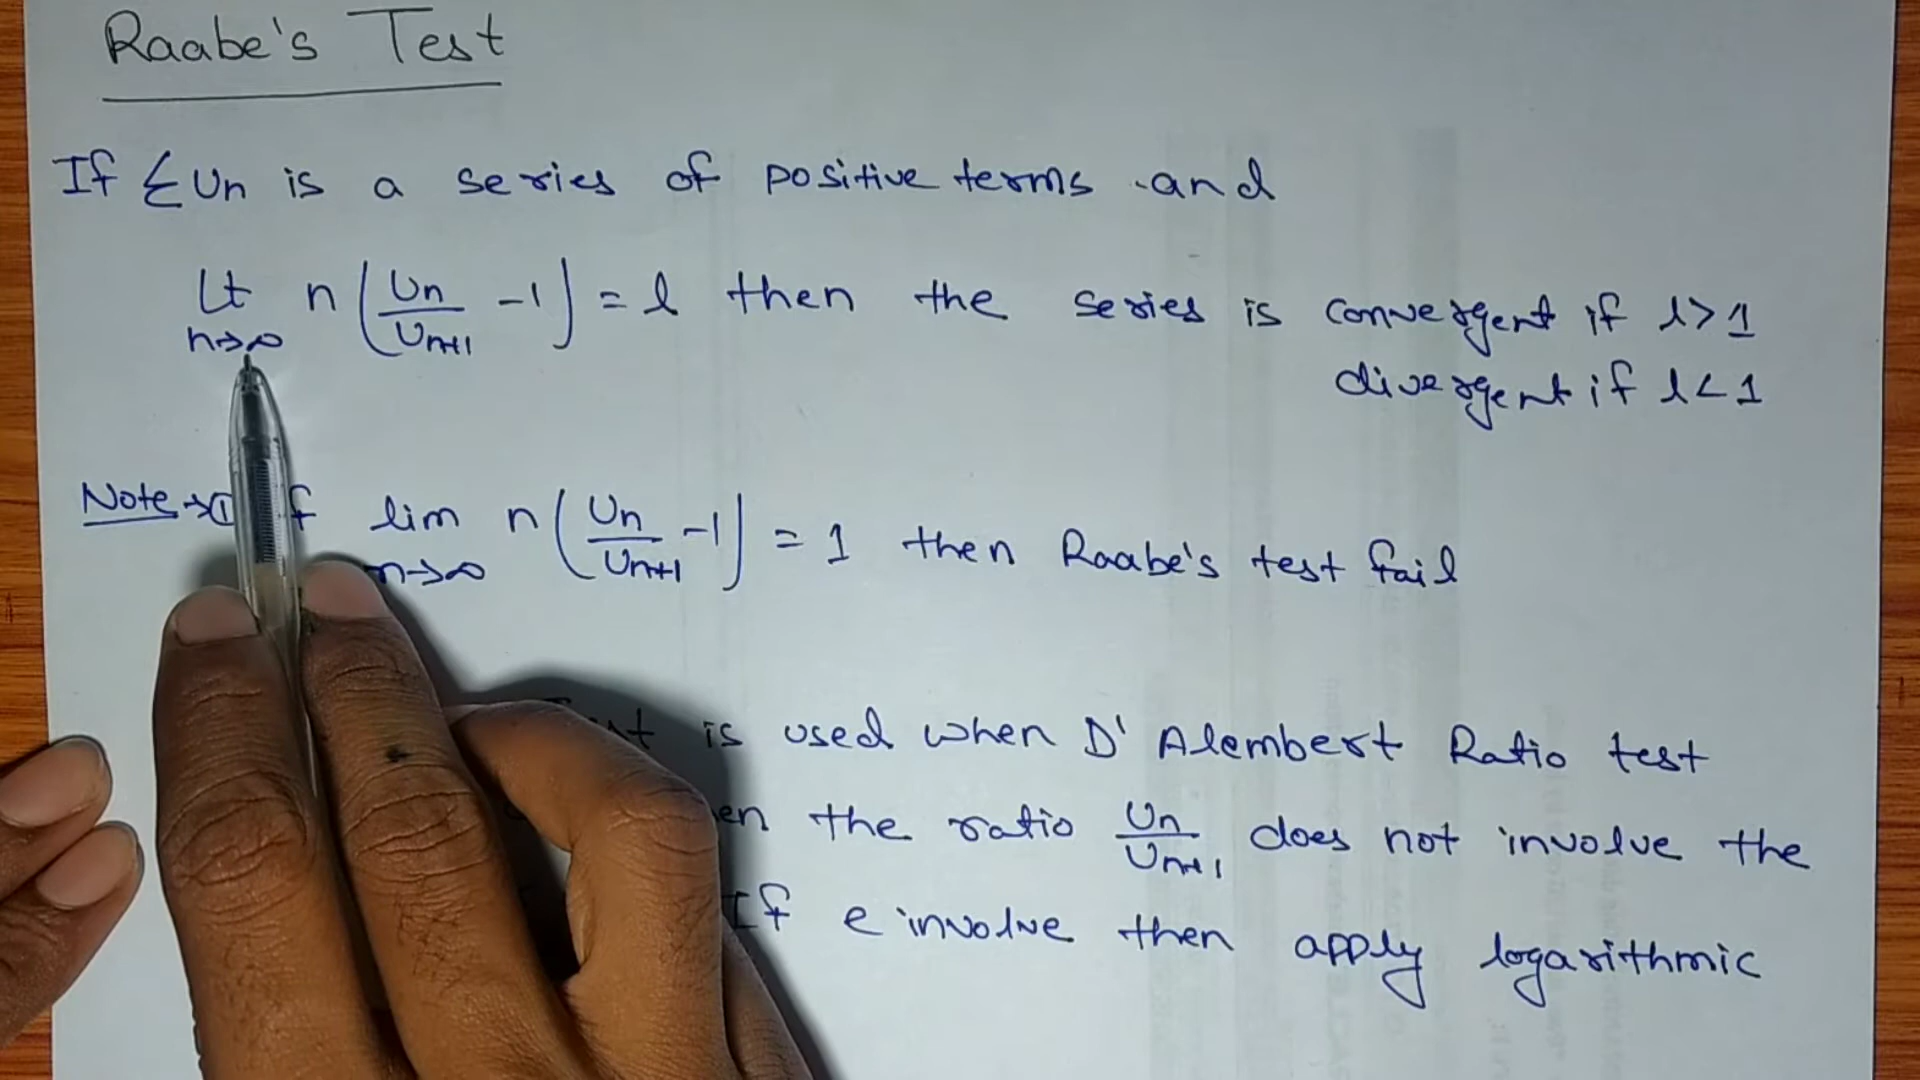 Raabe's Test
If ΣUn is a series of positive terms and
Lt n→∞ n(Un/Un+1 -1) = l then the series is convergent if l>1
divergent if l<1
Note→① If lim n→∞ n(Un/Un+1 -1) = 1 then Raabe's test fail
is used when D'Alembert Ratio test
the ratio Un/Un+1 does not involve the
If e involve then apply logarithmic